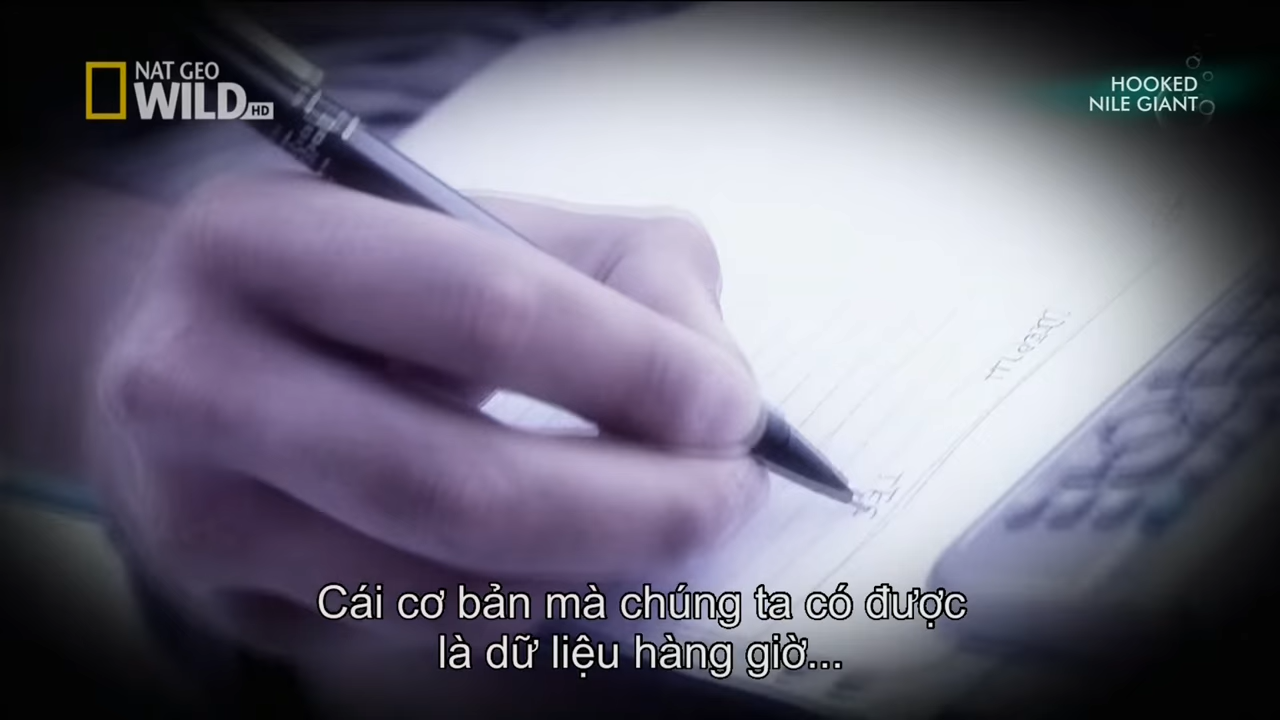 NAT GEO
WILD HD
HOOKED
NILE GIANT
Cái cơ bản mà chúng ta có được
là dữ liệu hàng giờ...